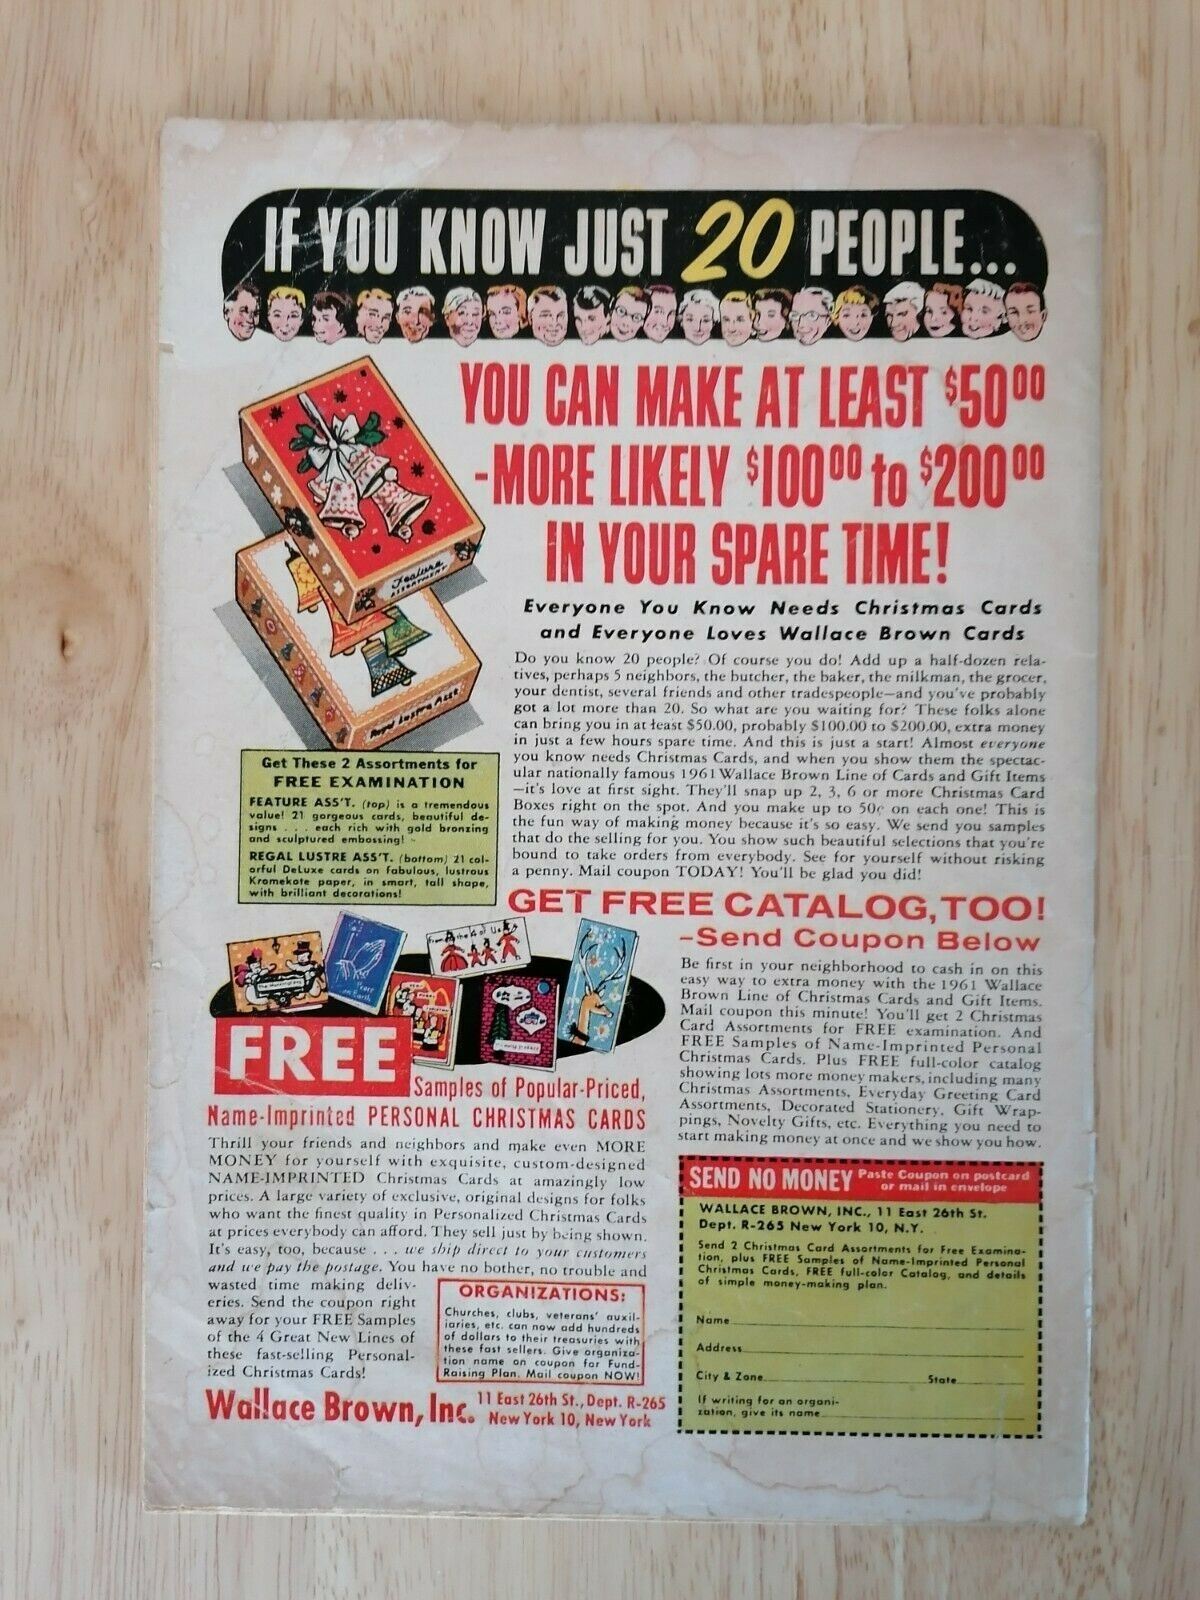 IF YOU KNOW JUST 20 PEOPLE...
YOU CAN MAKE AT LEAST $50⁰⁰
-MORE LIKELY $100⁰⁰ to $200⁰⁰
IN YOUR SPARE TIME!
Feature
ASSORTMENT
Regal Lustre Asst
Everyone You Know Needs Christmas Cards
and Everyone Loves Wallace Brown Cards
Do you know 20 people? Of course you do! Add up a half-dozen rela-
tives, perhaps 5 neighbors, the butcher, the baker, the milkman, the grocer,
your dentist, several friends and other tradespeople—and you've probably
got a lot more than 20. So what are you waiting for? These folks alone
can bring you in at least $50.00, probably $100.00 to $200.00, extra money
in just a few hours spare time. And this is just a start! Almost everyone
you know needs Christmas Cards, and when you show them the spectac-
ular nationally famous 1961 Wallace Brown Line of Cards and Gift Items
—it's love at first sight. They'll snap up 2, 3, 6 or more Christmas Card
Boxes right on the spot. And you make up to 50¢ on each one! This is
the fun way of making money because it's so easy. We send you samples
that do the selling for you. You show such beautiful selections that you're
bound to take orders from everybody. See for yourself without risking
a penny. Mail coupon TODAY! You'll be glad you did!
Get These 2 Assortments for
FREE EXAMINATION
FEATURE ASS'T. (top) is a tremendous
value! 21 gorgeous cards, beautiful de-
signs . . . each rich with gold bronzing
and sculptured embossing!
REGAL LUSTRE ASS'T. (bottom) 21 col-
orful DeLuxe cards on fabulous, lustrous
Kromekote paper, in smart, tall shape,
with brilliant decorations!
GET FREE CATALOG, TOO!
-Send Coupon Below
Be first in your neighborhood to cash in on this
easy way to extra money with the 1961 Wallace
Brown Line of Christmas Cards and Gift Items.
Mail coupon this minute! You'll get 2 Christmas
Card Assortments for FREE examination. And
FREE Samples of Name-Imprinted Personal
Christmas Cards. Plus FREE full-color catalog
showing lots more money makers, including many
Christmas Assortments, Everyday Greeting Card
Assortments, Decorated Stationery, Gift Wrap-
pings, Novelty Gifts, etc. Everything you need to
start making money at once and we show you how.
From the 4 of Us
Peace
on Earth
FREE
Samples of Popular-Priced,
Name-Imprinted PERSONAL CHRISTMAS CARDS
Thrill your friends and neighbors and make even MORE
MONEY for yourself with exquisite, custom-designed
NAME-IMPRINTED Christmas Cards at amazingly low
prices. A large variety of exclusive, original designs for folks
who want the finest quality in Personalized Christmas Cards
at prices everybody can afford. They sell just by being shown.
It's easy, too, because . . . we ship direct to your customers
and we pay the postage. You have no bother, no trouble and
wasted time making deliv-
eries. Send the coupon right
away for your FREE Samples
of the 4 Great New Lines of
these fast-selling Personal-
ized Christmas Cards!
ORGANIZATIONS:
Churches, clubs, veterans' auxil-
iaries, etc. can now add hundreds
of dollars to their treasuries with
these fast sellers. Give organiza-
tion name on coupon for Fund-
Raising Plan. Mail coupon NOW!
Wallace Brown, Inc. 11 East 26th St., Dept. R-265
New York 10, New York
SEND NO MONEY Paste Coupon on postcard
or mail in envelope
WALLACE BROWN, INC., 11 East 26th St.
Dept. R-265 New York 10, N.Y.
Send 2 Christmas Card Assortments for Free Examina-
tion, plus FREE Samples of Name-Imprinted Personal
Christmas Cards, FREE full-color Catalog, and details
of simple money-making plan.
Name
Address
City & Zone State
If writing for an organi-
zation, give its name